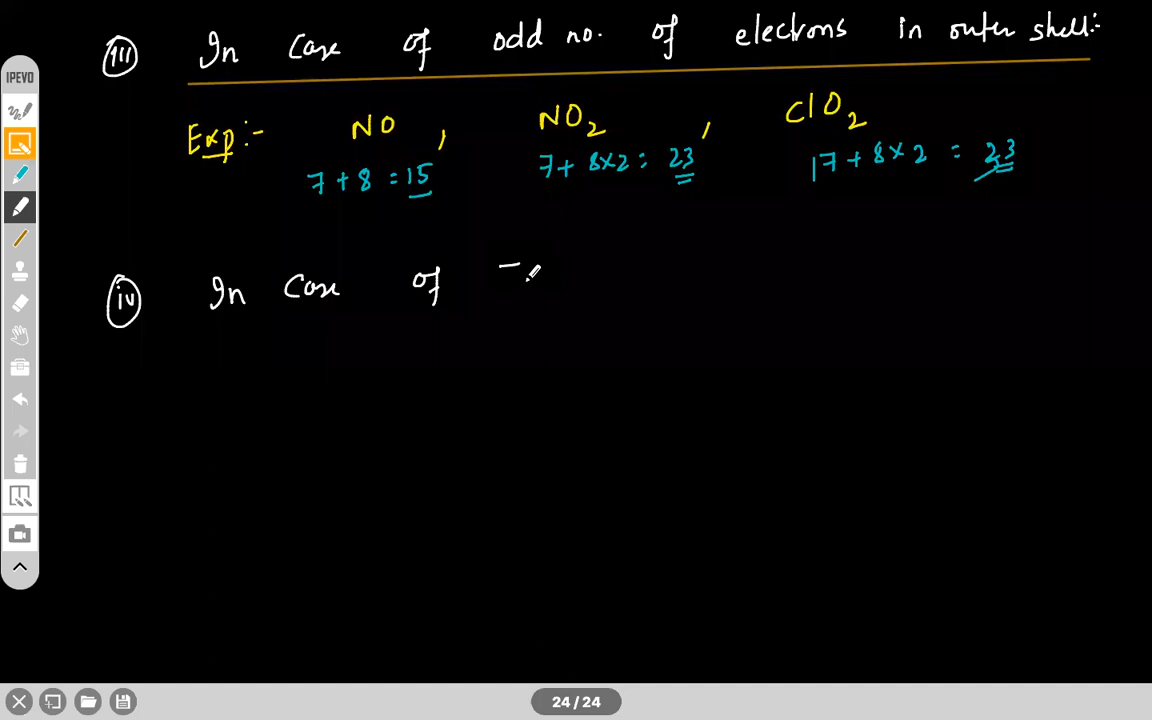 IPEVO
(iii) In case of odd no. of electrons in outer shell:-
Exp:- NO , NO2 , ClO2
7 + 8 = 15 7 + 8×2 = 23 17 + 8×2 = 23
(iv) In case of
24 / 24